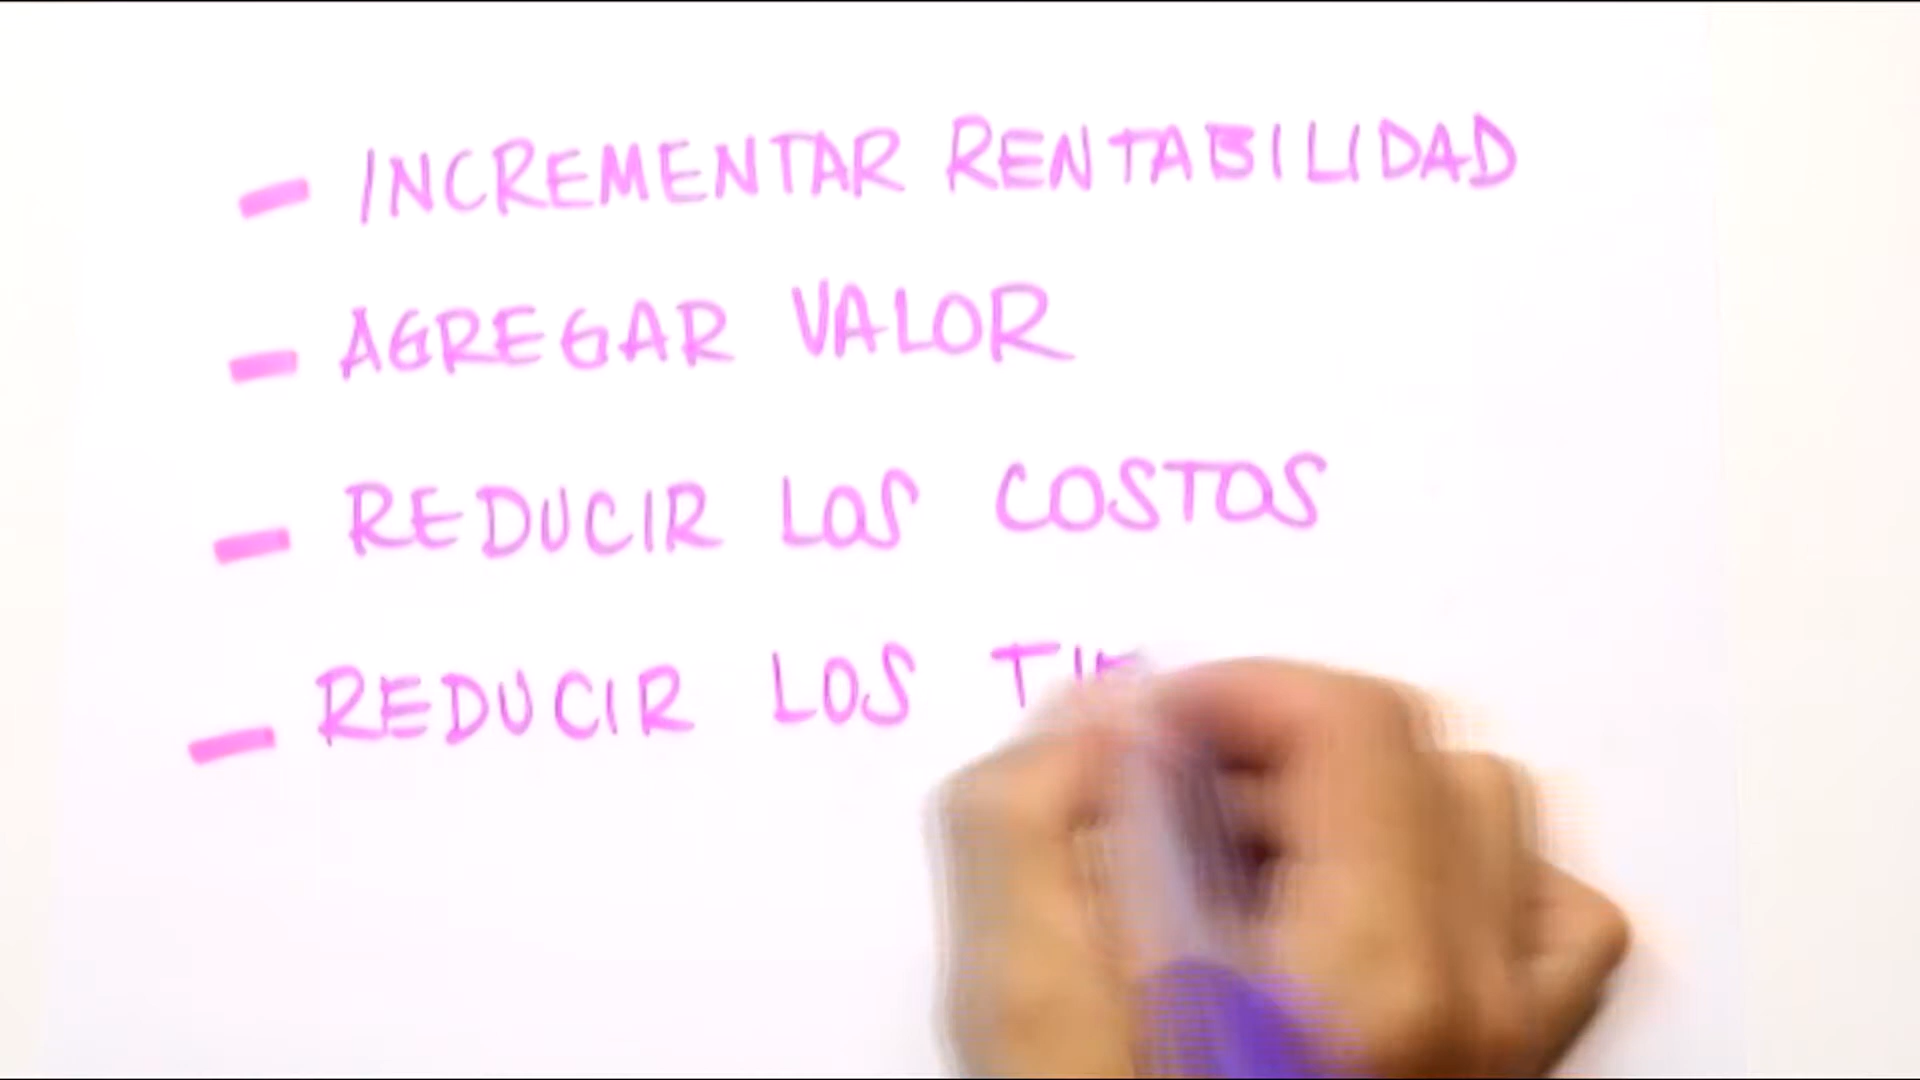 - INCREMENTAR RENTABILIDAD
- AGREGAR VALOR
- REDUCIR LOS COSTOS
- REDUCIR LOS